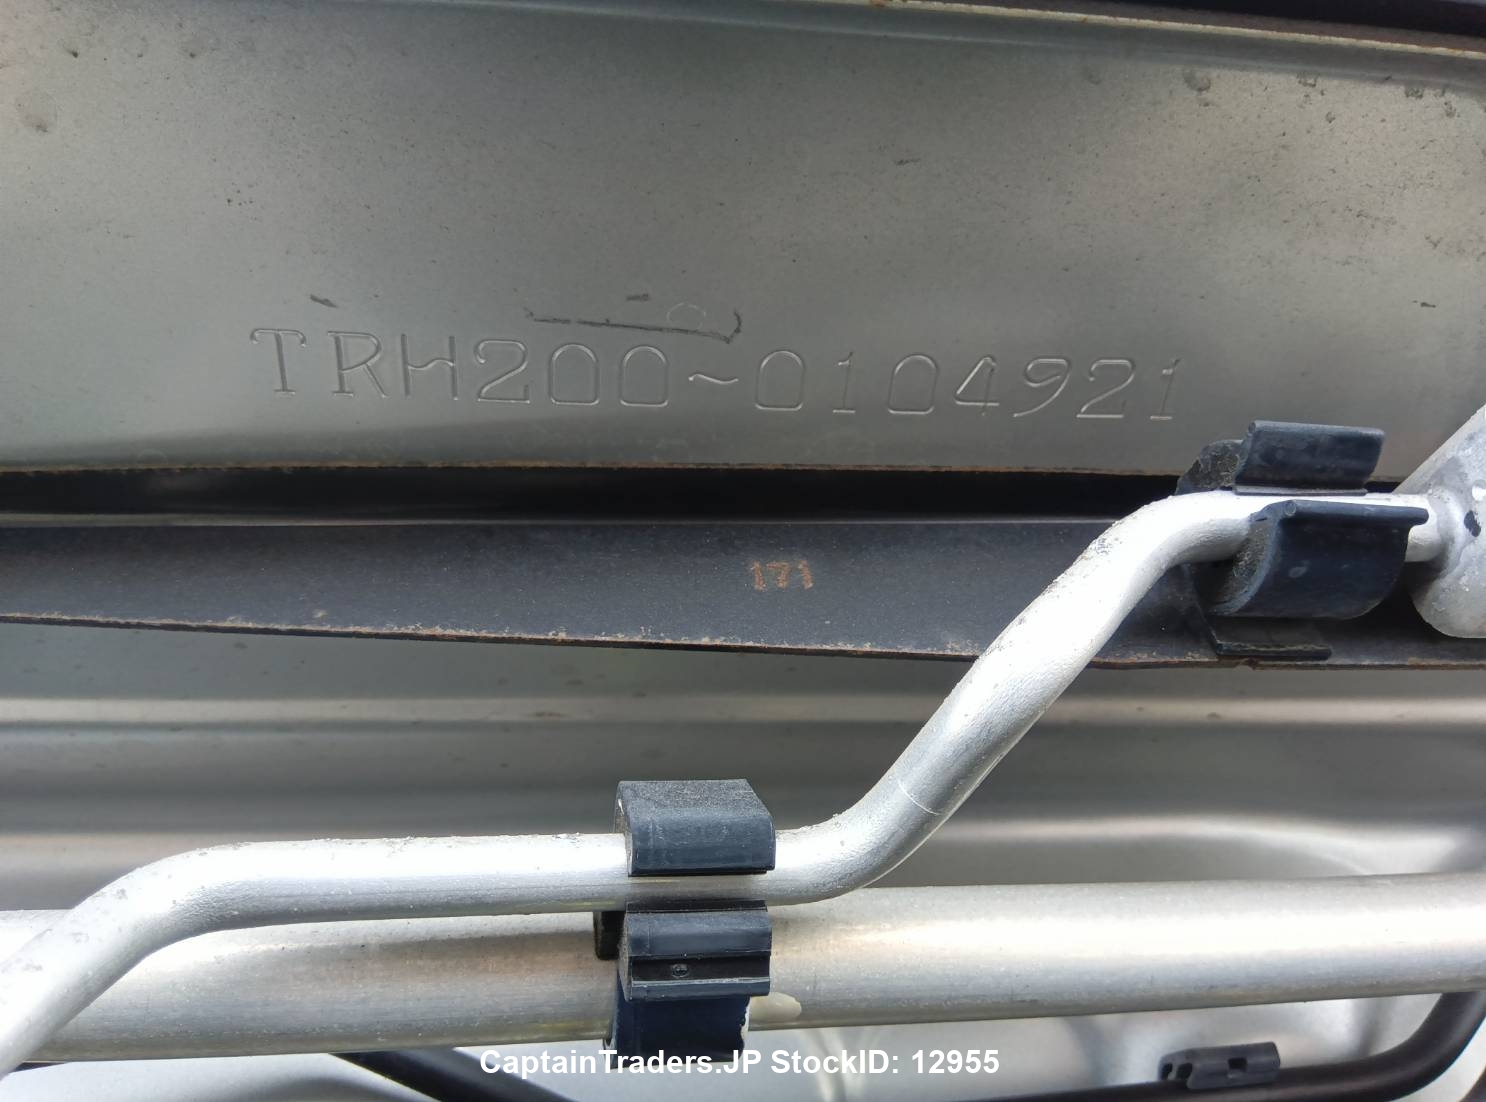 TRH200~0104921
171
CaptainTraders.JP StockID: 12955